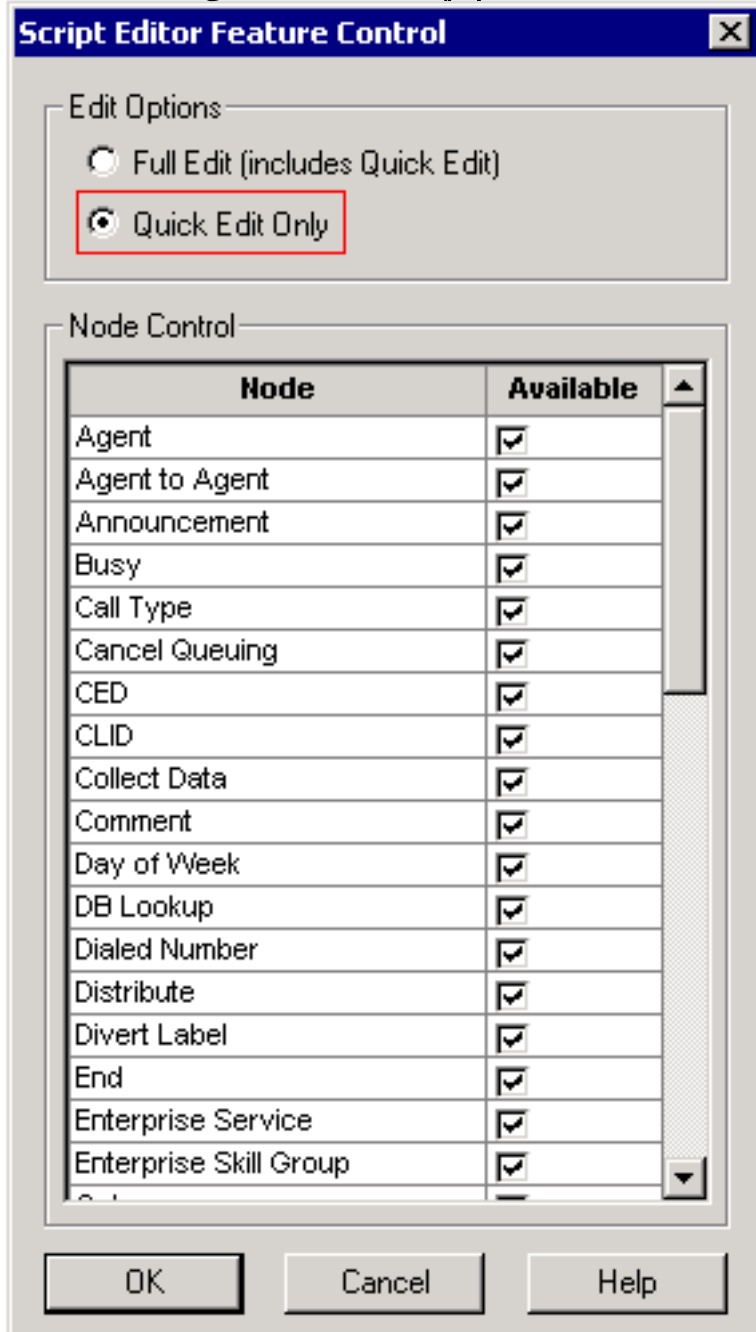 Script Editor Feature Control
Edit Options
Full Edit (includes Quick Edit)
Quick Edit Only
Node Control
Node Available
Agent
Agent to Agent
Announcement
Busy
Call Type
Cancel Queuing
CED
CLID
Collect Data
Comment
Day of Week
DB Lookup
Dialed Number
Distribute
Divert Label
End
Enterprise Service
Enterprise Skill Group
OK Cancel Help